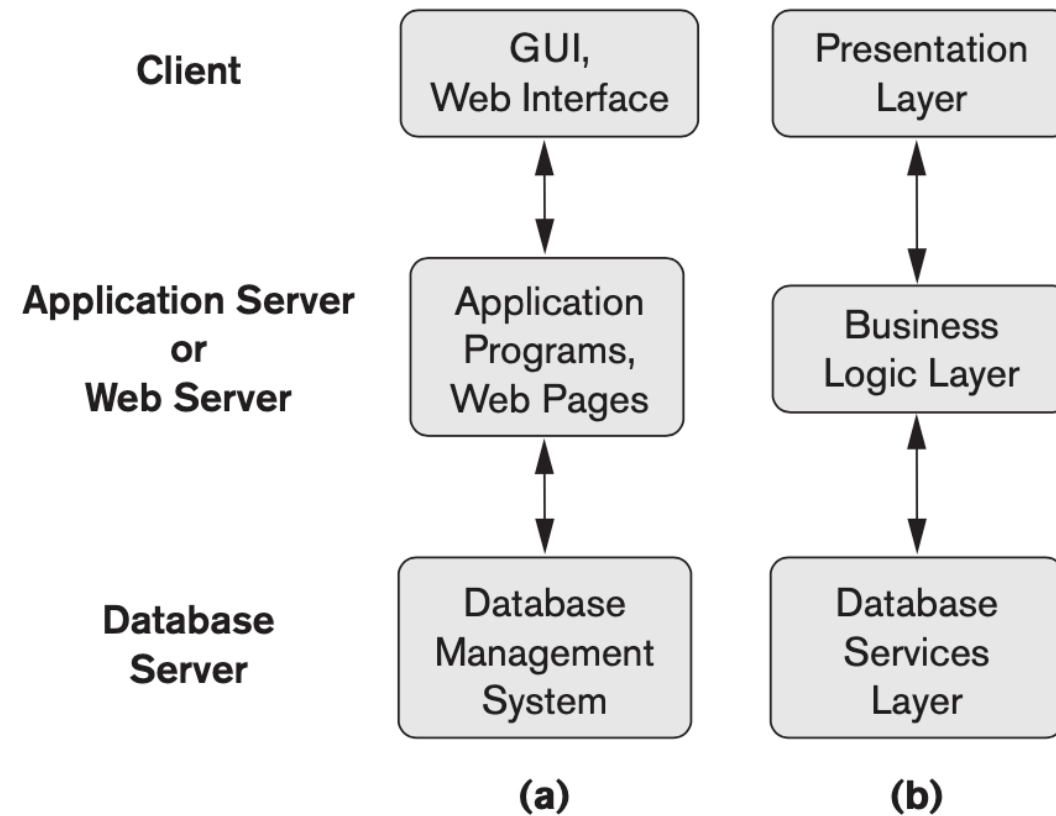 Client
GUI,
Web Interface
Presentation
Layer
Application Server
or
Web Server
Application
Programs,
Web Pages
Business
Logic Layer
Database
Server
Database
Management
System
Database
Services
Layer
(a)
(b)